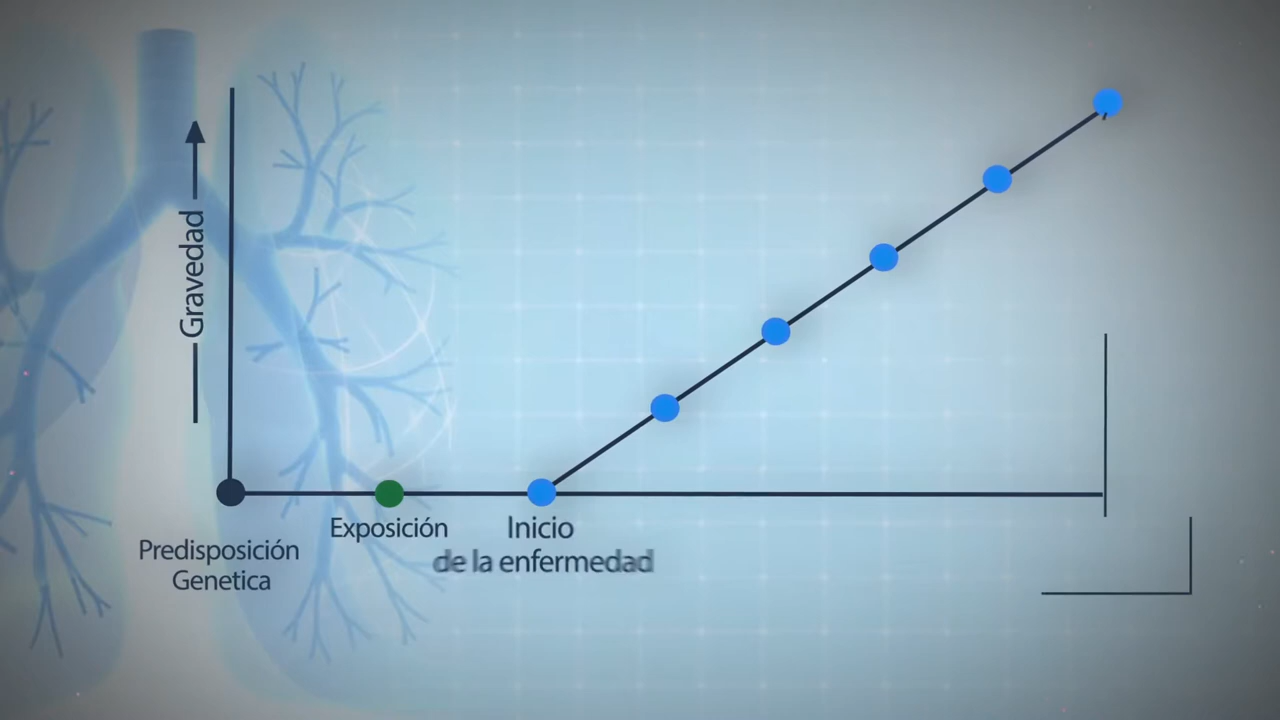 Gravedad
Predisposición
Genetica
Exposición
Inicio
de la enfermedad